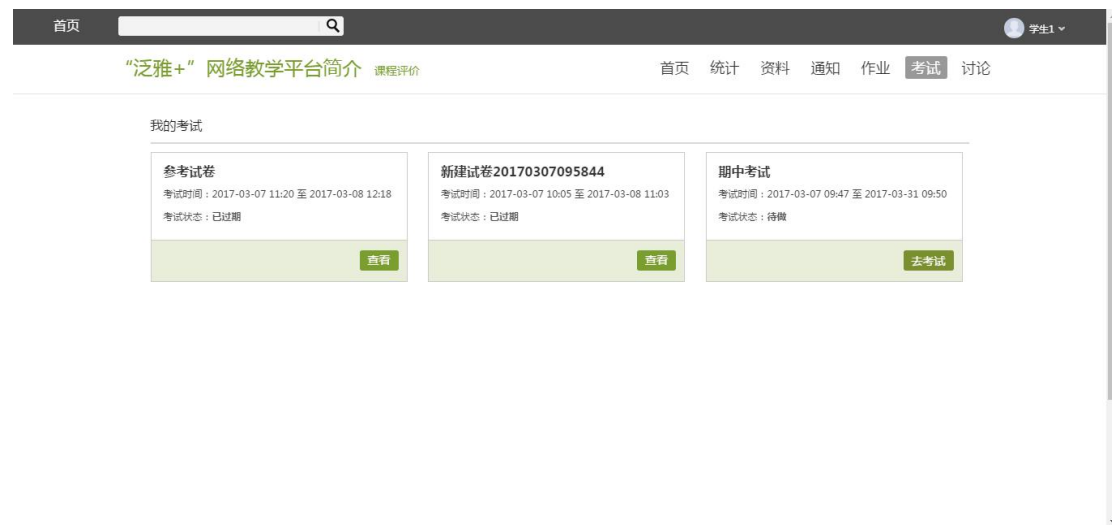 首页
学生1
“泛雅+”网络教学平台简介 课程评价
首页 统计 资料 通知 作业 考试 讨论
我的考试
参考试卷
考试时间：2017-03-07 11:20 至 2017-03-08 12:18
考试状态：已过期
查看
新建试卷20170307095844
考试时间：2017-03-07 10:05 至 2017-03-08 11:03
考试状态：已过期
查看
期中考试
考试时间：2017-03-07 09:47 至 2017-03-31 09:50
考试状态：待做
去考试